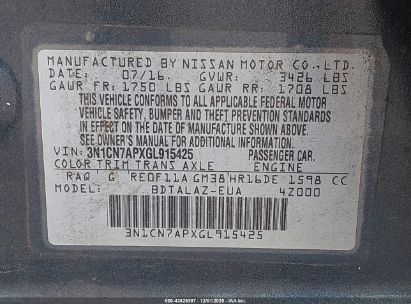 MANUFACTURED BY NISSAN MOTOR CO., LTD.
DATE: 07/16 GVWR: 3426 LBS
GAWR FR: 1750 LBS GAWR RR: 1708 LBS
THIS VEHICLE CONFORMS TO ALL APPLICABLE FEDERAL MOTOR
VEHICLE SAFETY, BUMPER AND THEFT PREVENTION STANDARDS
IN EFFECT ON THE DATE OF MANUFACTURE SHOWN ABOVE.
SEE OWNER'S MANUAL FOR ADDITIONAL INFORMATION.
VIN: 3N1CN7APXGL915425 PASSENGER CAR.
COLOR TRIM TRANS AXLE ENGINE
RAQ G RE0F11A GM38 HR16DE 1598 CC
MODEL: BDTALAZ-EUA 4Z000
3N1CN7APXGL915425